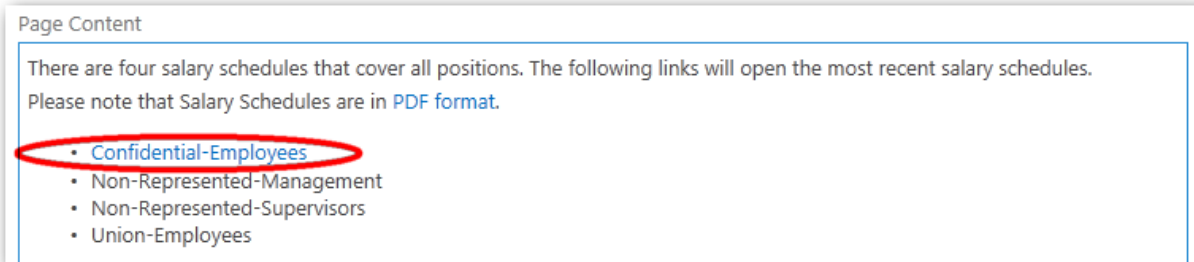 Page Content
There are four salary schedules that cover all positions. The following links will open the most recent salary schedules.
Please note that Salary Schedules are in PDF format.
• Confidential-Employees
• Non-Represented-Management
• Non-Represented-Supervisors
• Union-Employees